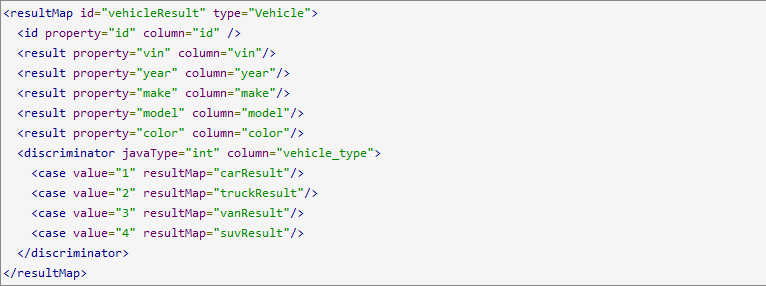 <resultMap id="vehicleResult" type="Vehicle">
  <id property="id" column="id" />
  <result property="vin" column="vin"/>
  <result property="year" column="year"/>
  <result property="make" column="make"/>
  <result property="model" column="model"/>
  <result property="color" column="color"/>
  <discriminator javaType="int" column="vehicle_type">
    <case value="1" resultMap="carResult"/>
    <case value="2" resultMap="truckResult"/>
    <case value="3" resultMap="vanResult"/>
    <case value="4" resultMap="suvResult"/>
  </discriminator>
</resultMap>